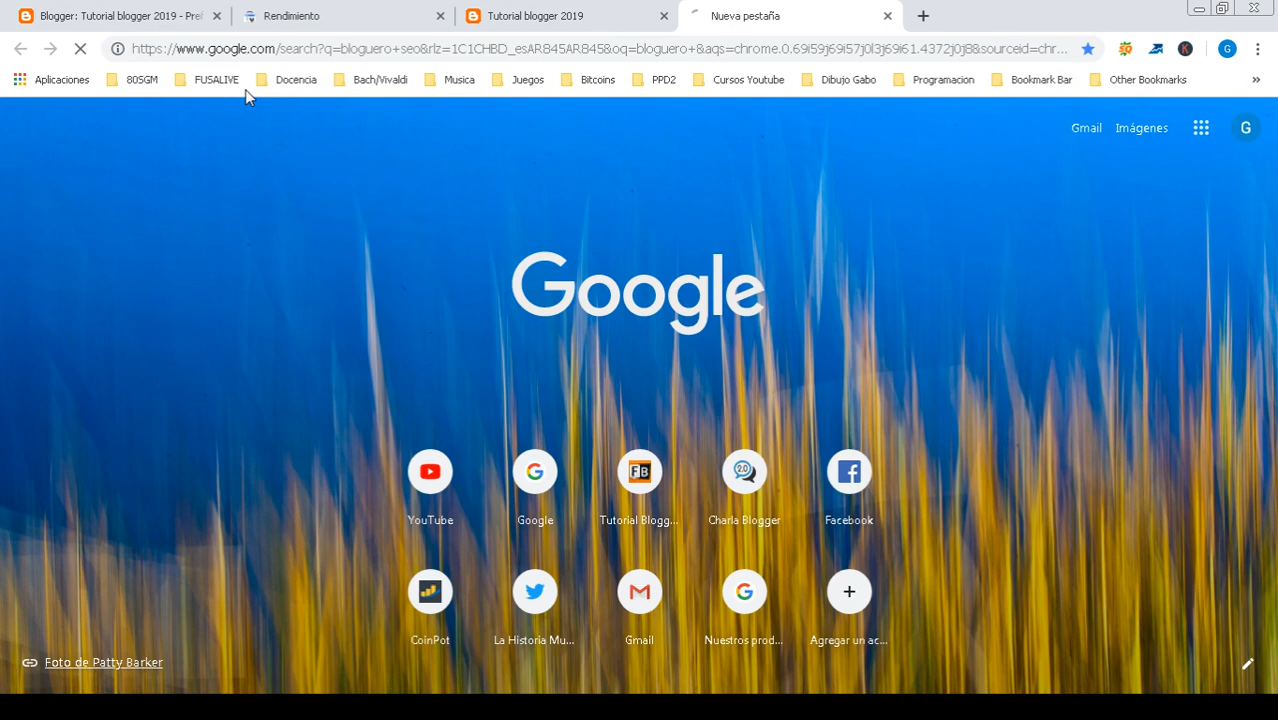 Blogger: Tutorial blogger 2019 - Pref
Rendimiento
Tutorial blogger 2019
Nueva pestaña
https://www.google.com/search?q=bloguero+seo&rlz=1C1CHBD_esAR845AR845&oq=bloguero+&aqs=chrome.0.69i59j69i57j0l3j69i61.4372j0j8&sourceid=chr...
Aplicaciones
80SGM
FUSALIVE
Docencia
Bach/Vivaldi
Musica
Juegos
Bitcoins
PPD2
Cursos Youtube
Dibujo Gabo
Programacion
Bookmark Bar
Other Bookmarks
Gmail
Imágenes
G
Google
YouTube
Google
Tutorial Blogg...
Charla Blogger
Facebook
CoinPot
La Historia Mu...
Gmail
Nuestros prod...
Agregar un ac...
Foto de Patty Barker